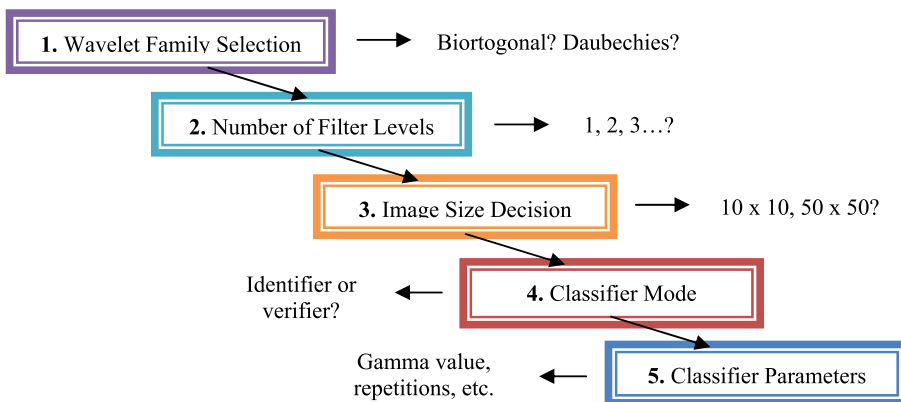 1. Wavelet Family Selection
Biortogonal? Daubechies?
2. Number of Filter Levels
1, 2, 3…?
3. Image Size Decision
10 x 10, 50 x 50?
Identifier or
verifier?
4. Classifier Mode
Gamma value,
repetitions, etc.
5. Classifier Parameters